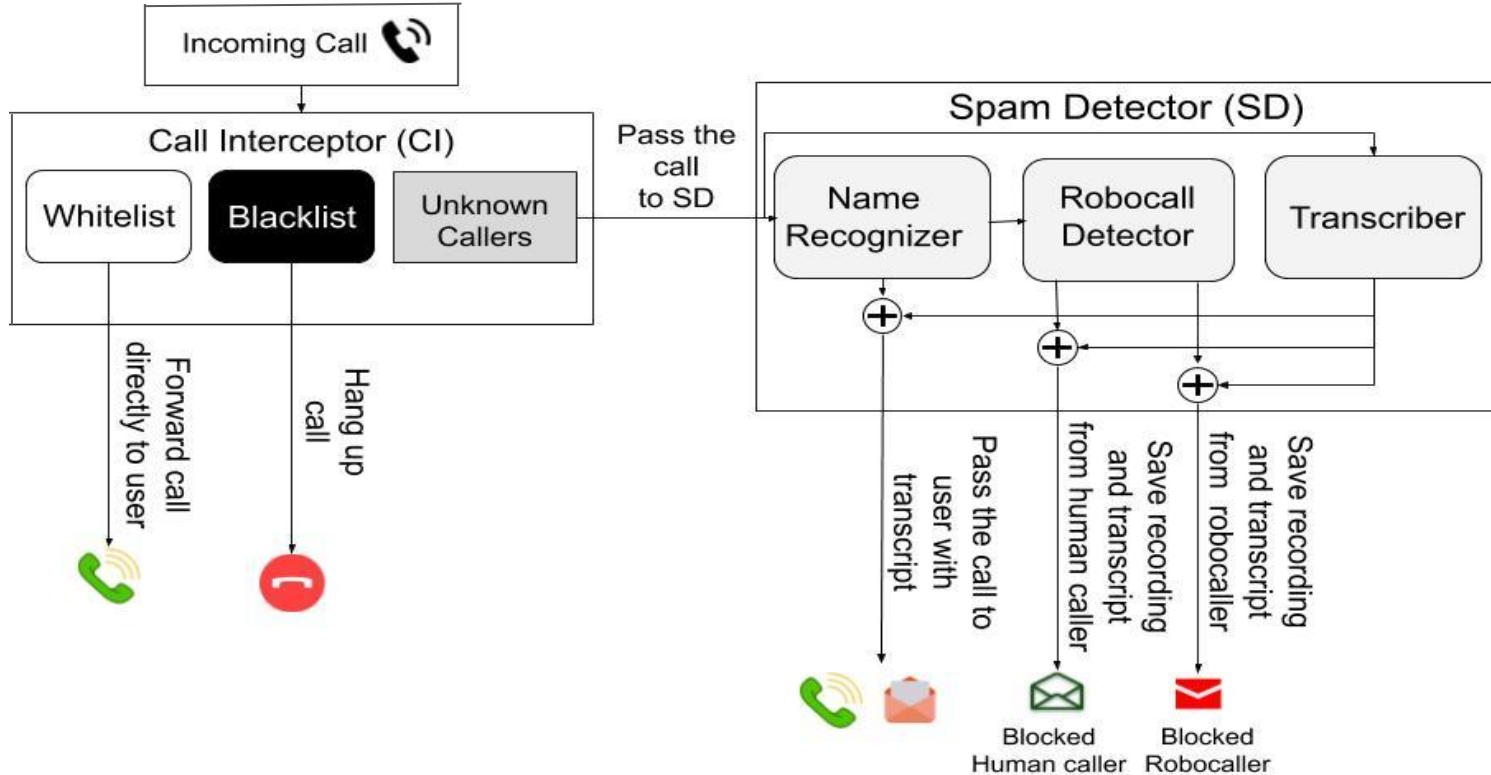 Incoming Call
Call Interceptor (CI)
Whitelist
Blacklist
Unknown
Callers
Pass the
call
to SD
Spam Detector (SD)
Name
Recognizer
Robocall
Detector
Transcriber
Forward call
directly to user
Hang up
call
Pass the call to
user with
transcript
Save recording
and transcript
from human caller
Save recording
and transcript
from robocaller
Blocked
Human caller
Blocked
Robocaller